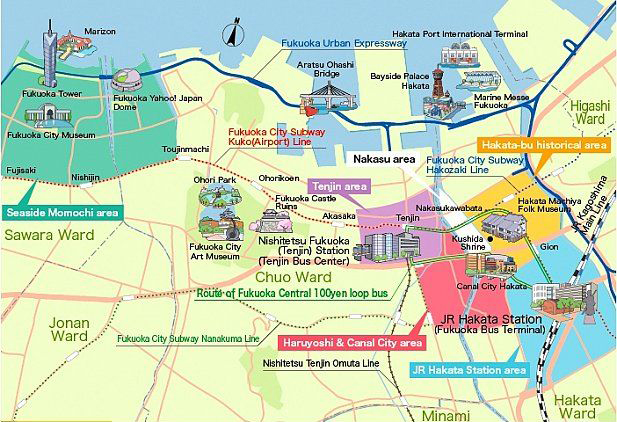 Marizon
Fukuoka Tower
Fukuoka Yahoo! Japan
Dome
Fukuoka City Museum
Fukuoka Urban Expressway
Hakata Port International Terminal
Aratsu Ohashi
Bridge
Bayside Palace
Hakata
Marine Messe
Fukuoka
Higashi
Ward
Fukuoka City Subway
Kuko(Airport) Line
Toujinmachi
Nakasu area
Hakata-bu historical area
Fukuoka City Subway
Hakozaki Line
Fujisaki
Nishijin
Ohori Park
Ohorikoen
Tenjin area
Seaside Momochi area
Fukuoka Castle
Ruins
Akasaka
Tenjin
Nakasukawabata
Hakata Machiya
Folk Museum
JR Kagoshima
Main Line
Sawara Ward
Fukuoka City
Art Museum
Nishitetsu Fukuoka
(Tenjin) Station
(Tenjin Bus Center)
Kushida
Shrine
Gion
Chuo Ward
Canal City Hakata
Route of Fukuoka Central 100yen loop bus
Jonan
Ward
JR Hakata Station
(Fukuoka Bus Terminal)
Fukuoka City Subway Nanakuma Line
Haruyoshi & Canal City area
Nishitetsu Tenjin Omuta Line
JR Hakata Station area
Hakata
Ward
Minami